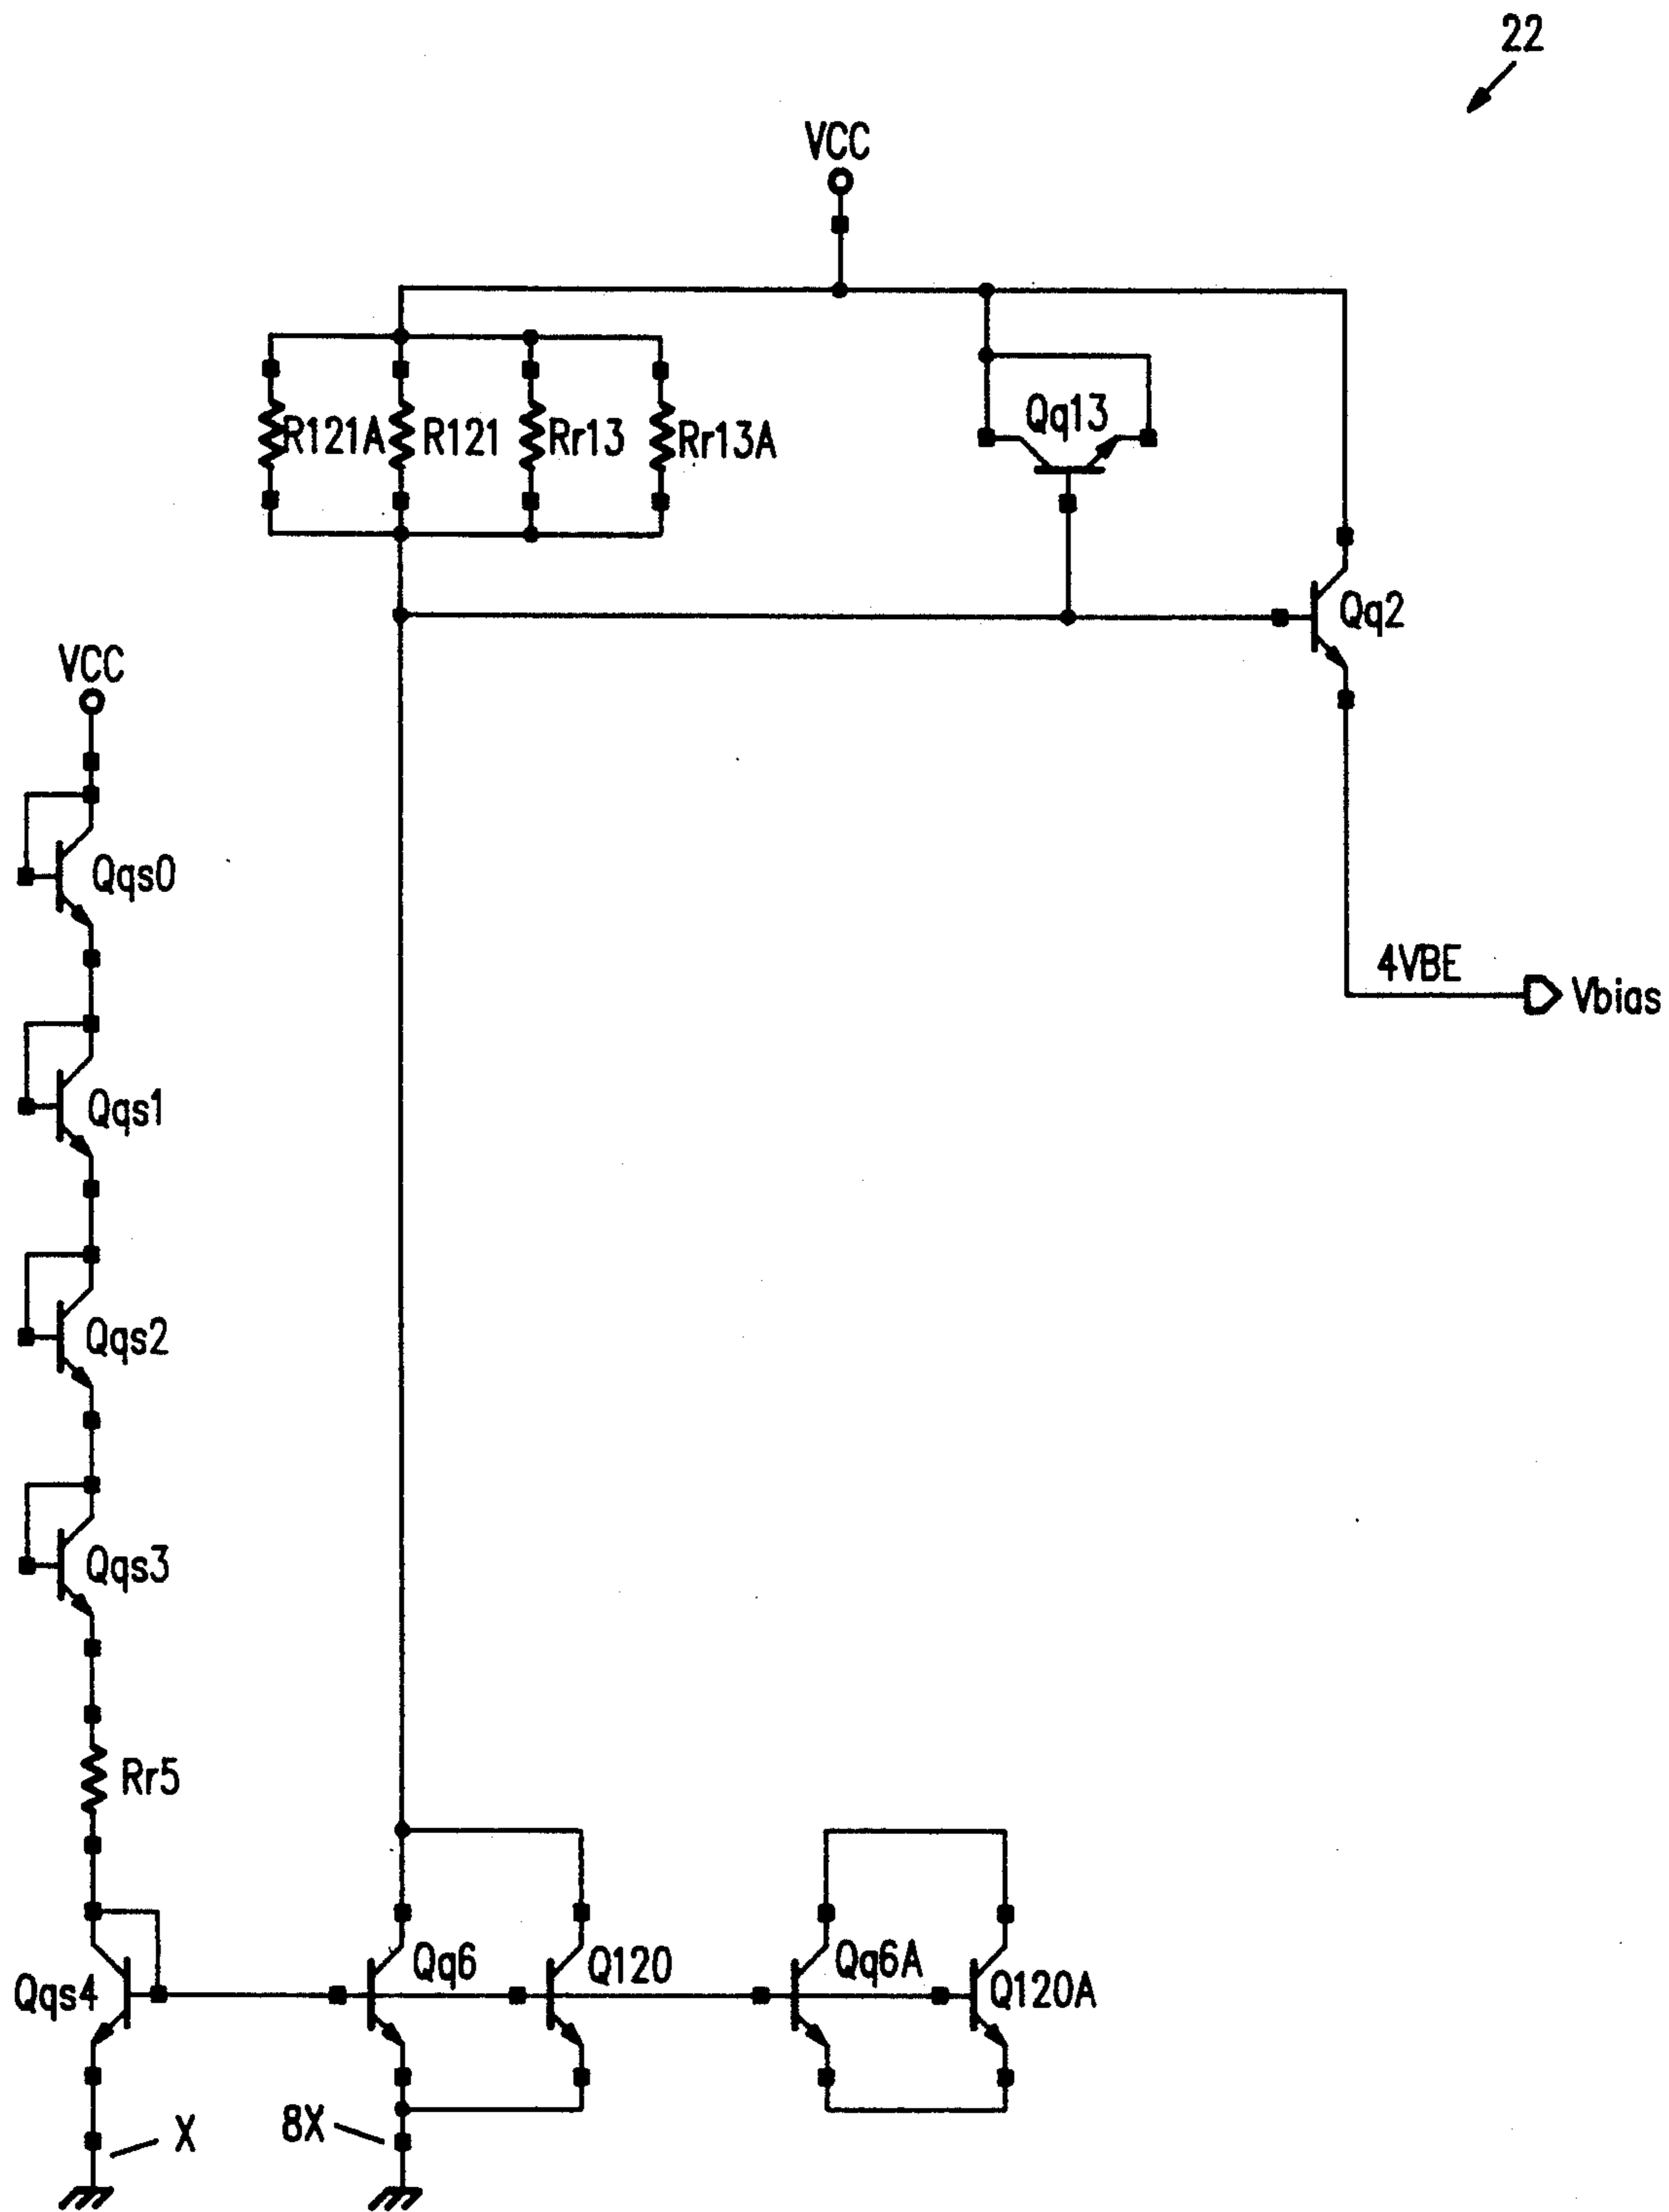 22
VCC
R121A
R121
Rr13
Rr13A
Qq13
Qq2
VCC
Qqs0
4VBE
Vbias
Qqs1
Qqs2
Qqs3
Rr5
Qqs4
Qq6
Q120
Qq6A
Q120A
X
8X